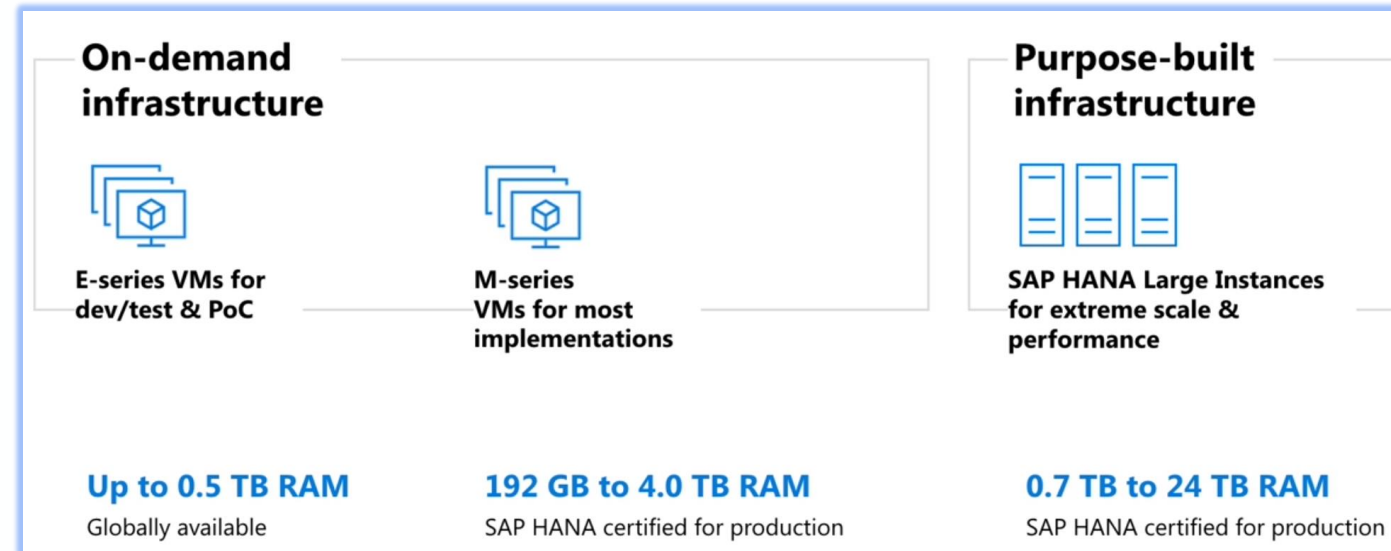 On-demand
infrastructure
Purpose-built
infrastructure
E-series VMs for
dev/test & PoC
M-series
VMs for most
implementations
SAP HANA Large Instances
for extreme scale &
performance
Up to 0.5 TB RAM
Globally available
192 GB to 4.0 TB RAM
SAP HANA certified for production
0.7 TB to 24 TB RAM
SAP HANA certified for production